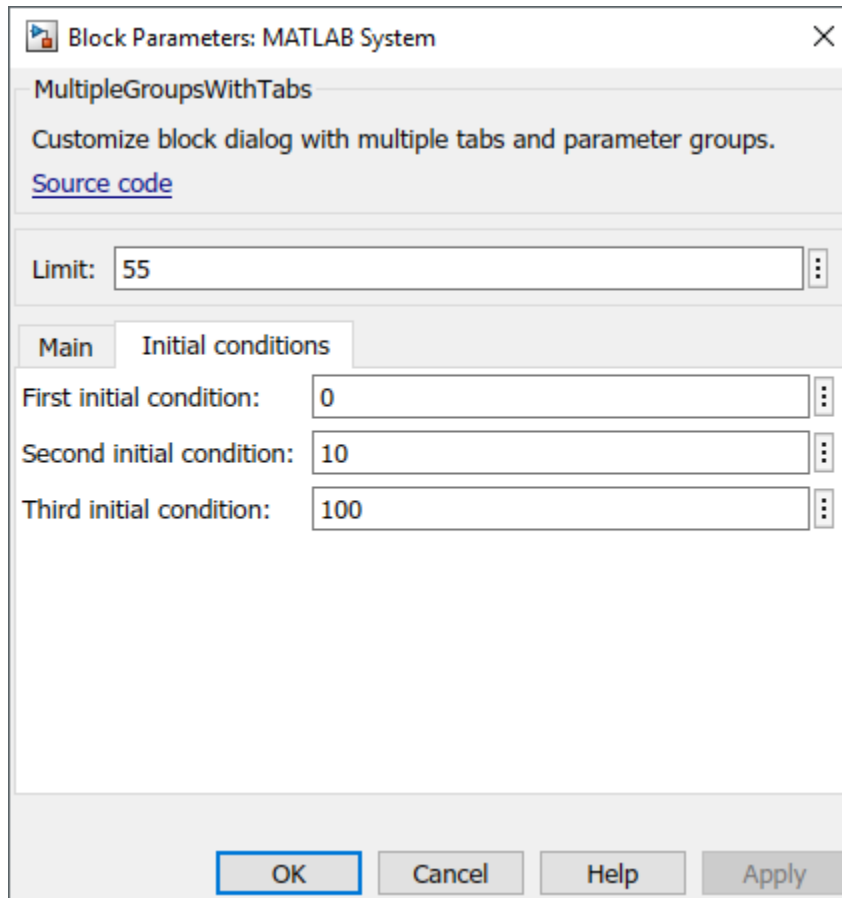 Block Parameters: MATLAB System
MultipleGroupsWithTabs
Customize block dialog with multiple tabs and parameter groups.
Source code
Limit: 55
Main Initial conditions
First initial condition: 0
Second initial condition: 10
Third initial condition: 100
OK Cancel Help Apply